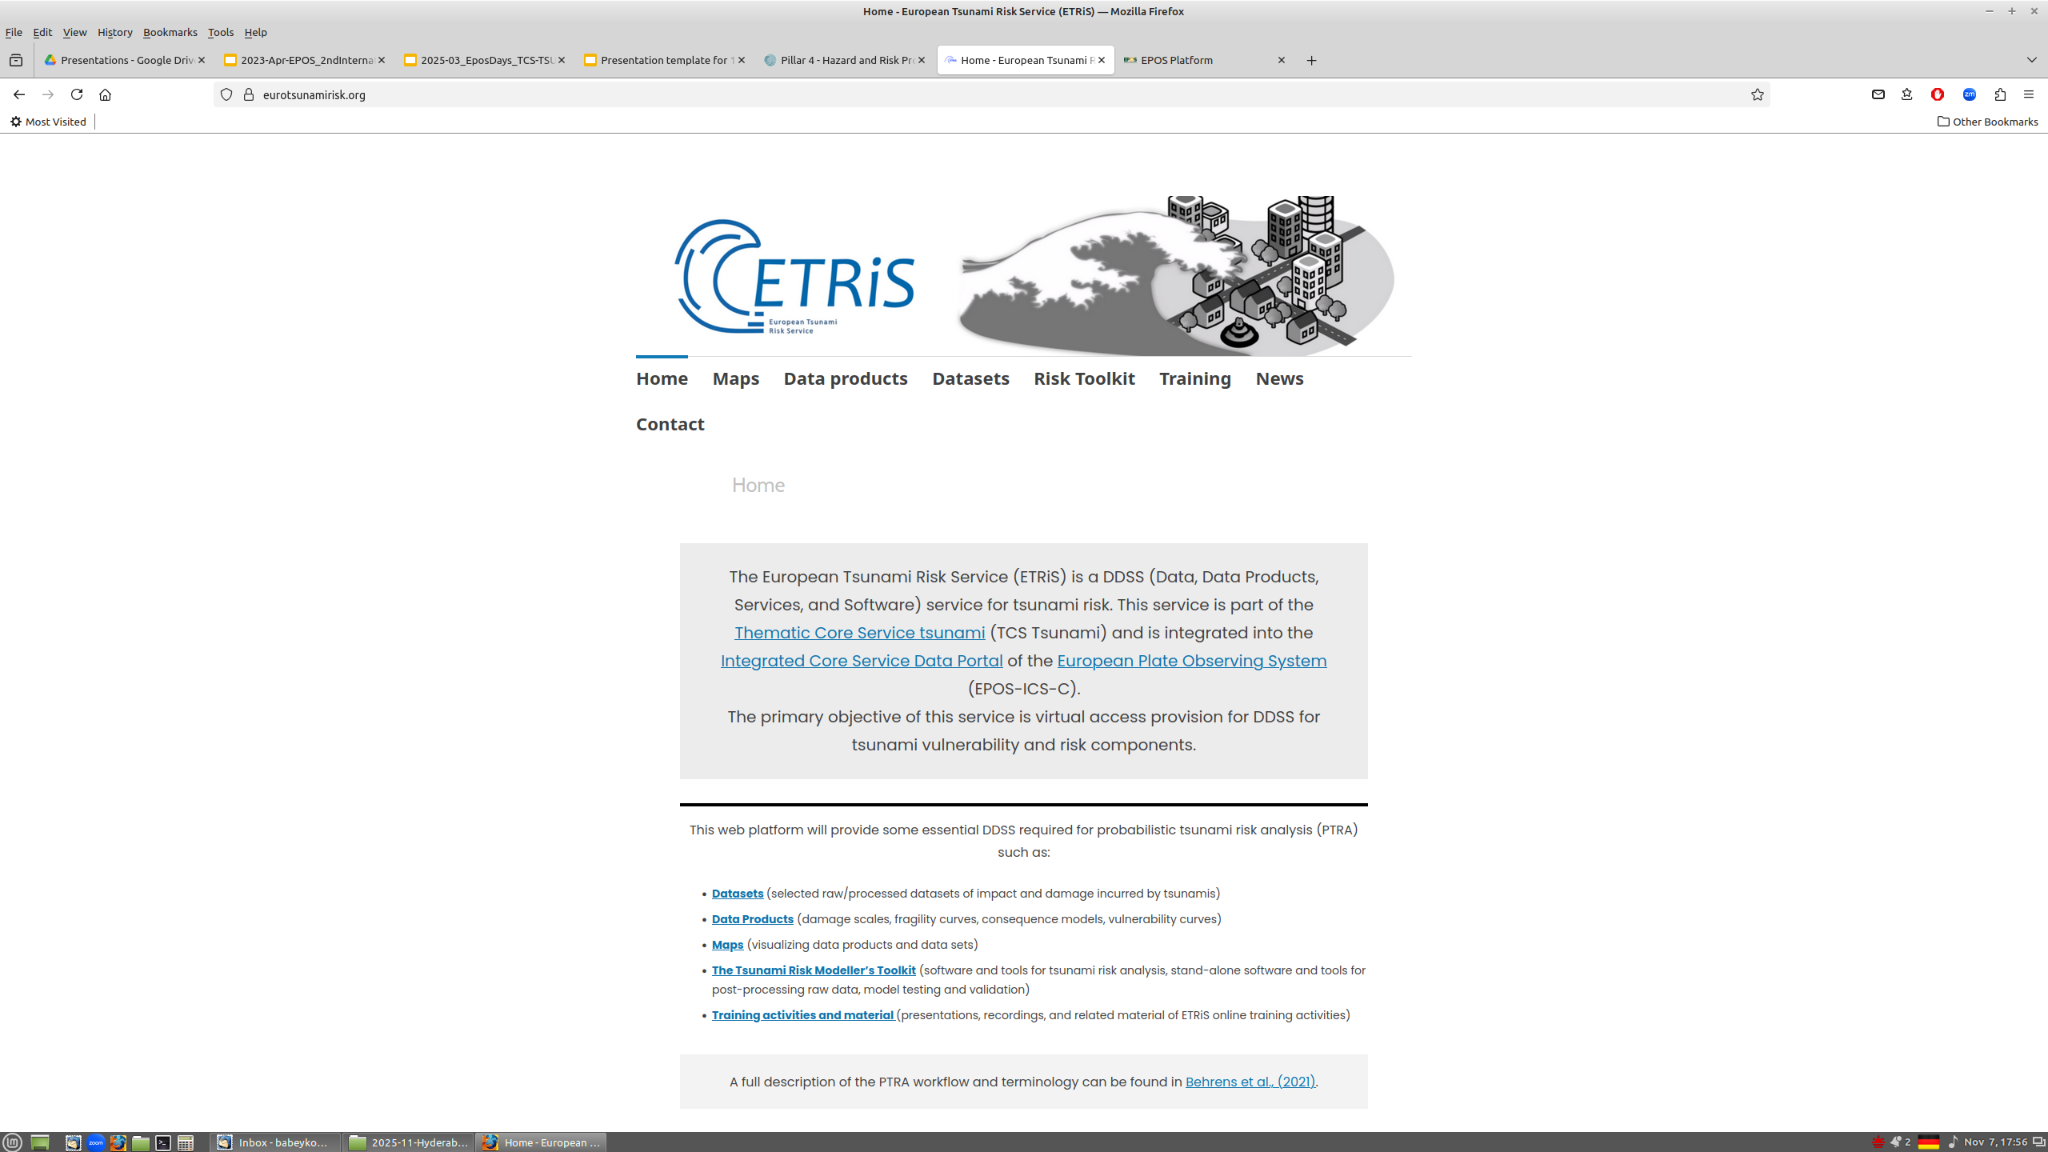 Home - European Tsunami Risk Service (ETRiS) — Mozilla Firefox
File Edit View History Bookmarks Tools Help
Presentations - Google Driv
2023-Apr-EPOS_2ndInterna
2025-03_EposDays_TCS-TSU
Presentation template for
Pillar 4 - Hazard and Risk Pr
Home - European Tsunami R
EPOS Platform
eurotsunamirisk.org
Most Visited
Other Bookmarks
ETRiS
European Tsunami
Risk Service
Home Maps Data products Datasets Risk Toolkit Training News
Contact
Home
The European Tsunami Risk Service (ETRiS) is a DDSS (Data, Data Products,
Services, and Software) service for tsunami risk. This service is part of the
Thematic Core Service tsunami (TCS Tsunami) and is integrated into the
Integrated Core Service Data Portal of the European Plate Observing System
(EPOS-ICS-C).
The primary objective of this service is virtual access provision for DDSS for
tsunami vulnerability and risk components.
This web platform will provide some essential DDSS required for probabilistic tsunami risk analysis (PTRA)
such as:
• Datasets (selected raw/processed datasets of impact and damage incurred by tsunamis)
• Data Products (damage scales, fragility curves, consequence models, vulnerability curves)
• Maps (visualizing data products and data sets)
• The Tsunami Risk Modeller's Toolkit (software and tools for tsunami risk analysis, stand-alone software and tools for
post-processing raw data, model testing and validation)
• Training activities and material (presentations, recordings, and related material of ETRiS online training activities)
A full description of the PTRA workflow and terminology can be found in Behrens et al., (2021).
zoom
Inbox - babeyko...
2025-11-Hyderab...
Home - European ...
2
Nov 7, 17:56